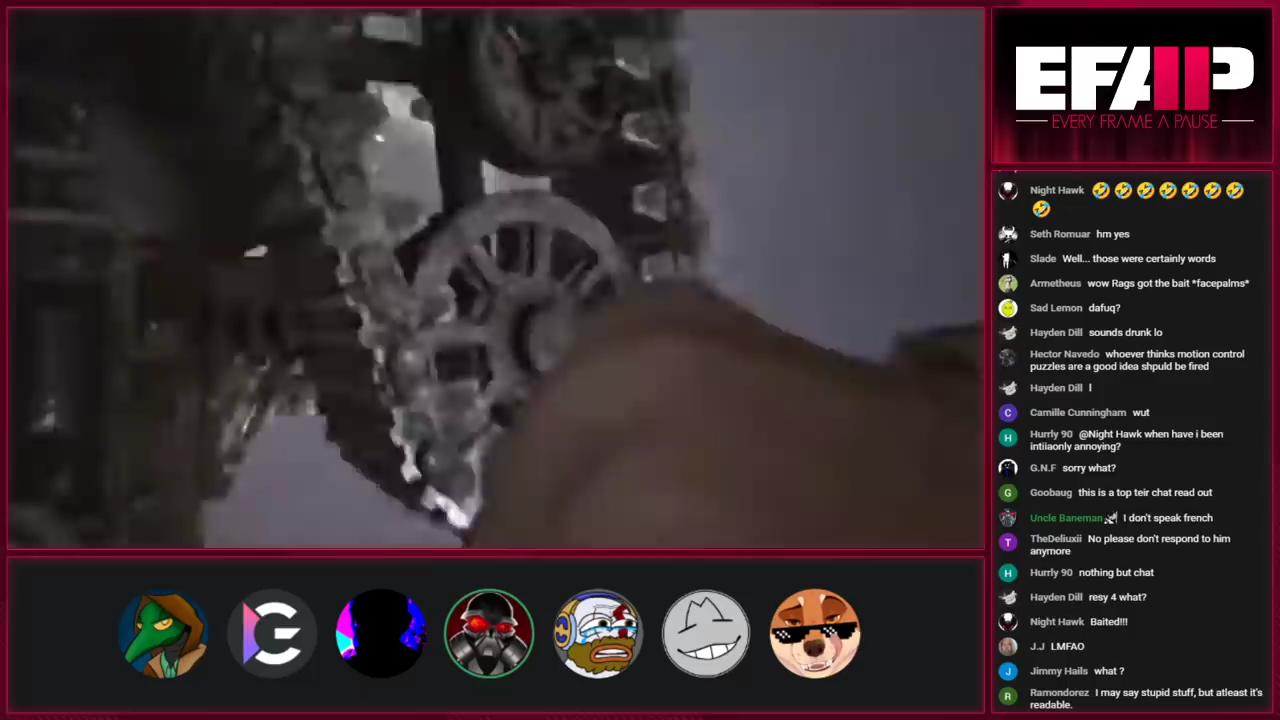 EFAP
EVERY FRAME A PAUSE
Night Hawk 🤣🤣🤣🤣🤣🤣🤣
🤣
Seth Romuar hm yes
Slade Well... those were certainly words
Armetheus wow Rags got the bait *facepalms*
Sad Lemon dafuq?
Hayden Dill sounds drunk lo
Hector Navedo whoever thinks motion control
puzzles are a good idea shpuld be fired
Hayden Dill l
C Camille Cunningham wut
H Hurrly 90 @Night Hawk when have i been
intiiaonly annoying?
G.N.F sorry what?
G Goobaug this is a top teir chat read out
Uncle Baneman I don't speak french
T TheDeliuxii No please don't respond to him
anymore
H Hurrly 90 nothing but chat
Hayden Dill resy 4 what?
Night Hawk Baited!!!
J.J LMFAO
J Jimmy Hails what ?
R Ramondorez I may say stupid stuff, but atleast it's
readable.